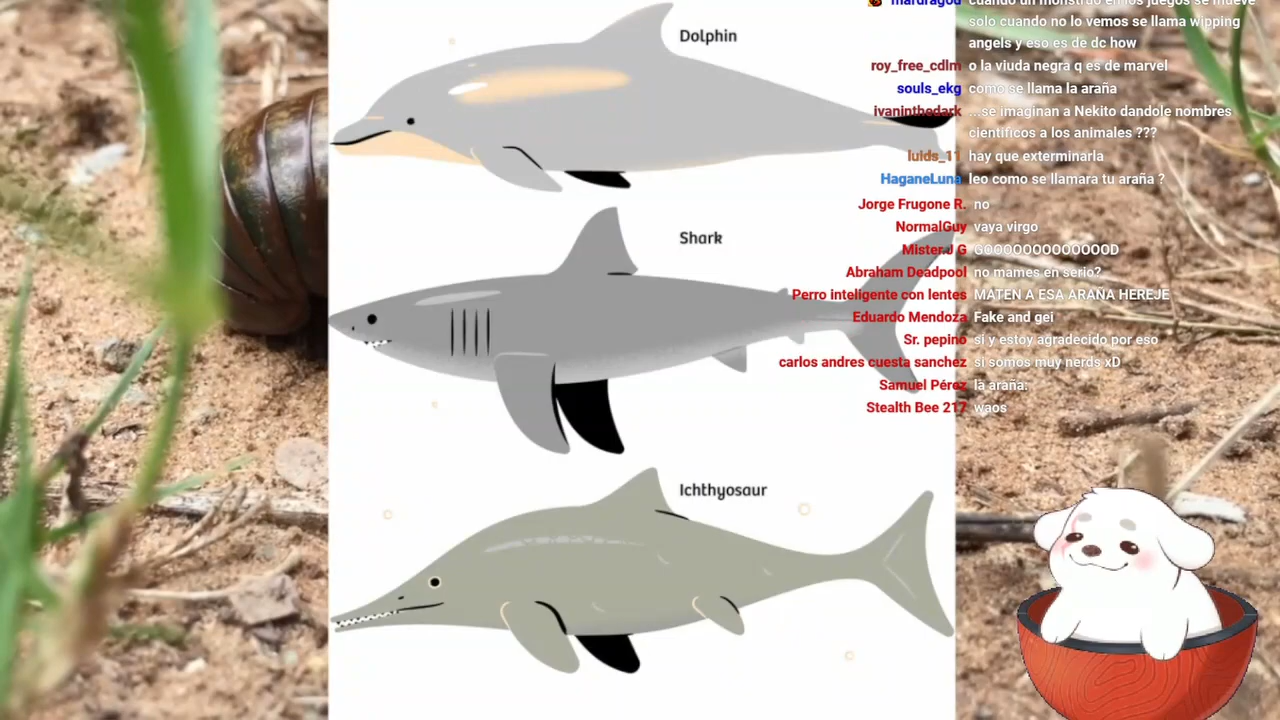 Dolphin
Shark
Ichthyosaur
mardragod cuando un monstruo en los juegos se mueve
solo cuando no lo vemos se llama wipping
angels y eso es de dc how
roy_free_cdlm o la viuda negra q es de marvel
souls_ekg como se llama la araña
ivaninthedark ...se imaginan a Nekito dandole nombres
cientificos a los animales ???
luids_11 hay que exterminarla
HaganeLuna leo como se llamara tu araña ?
Jorge Frugone R. no
NormalGuy vaya virgo
MisterJ G GOOOOOOOOOOOOOD
Abraham Deadpool no mames en serio?
Perro inteligente con lentes MATEN A ESA ARAÑA HEREJE
Eduardo Mendoza Fake and gei
Sr. pepino si y estoy agradecido por eso
carlos andres cuesta sanchez si somos muy nerds xD
Samuel Pérez la araña:
Stealth Bee 217 waos